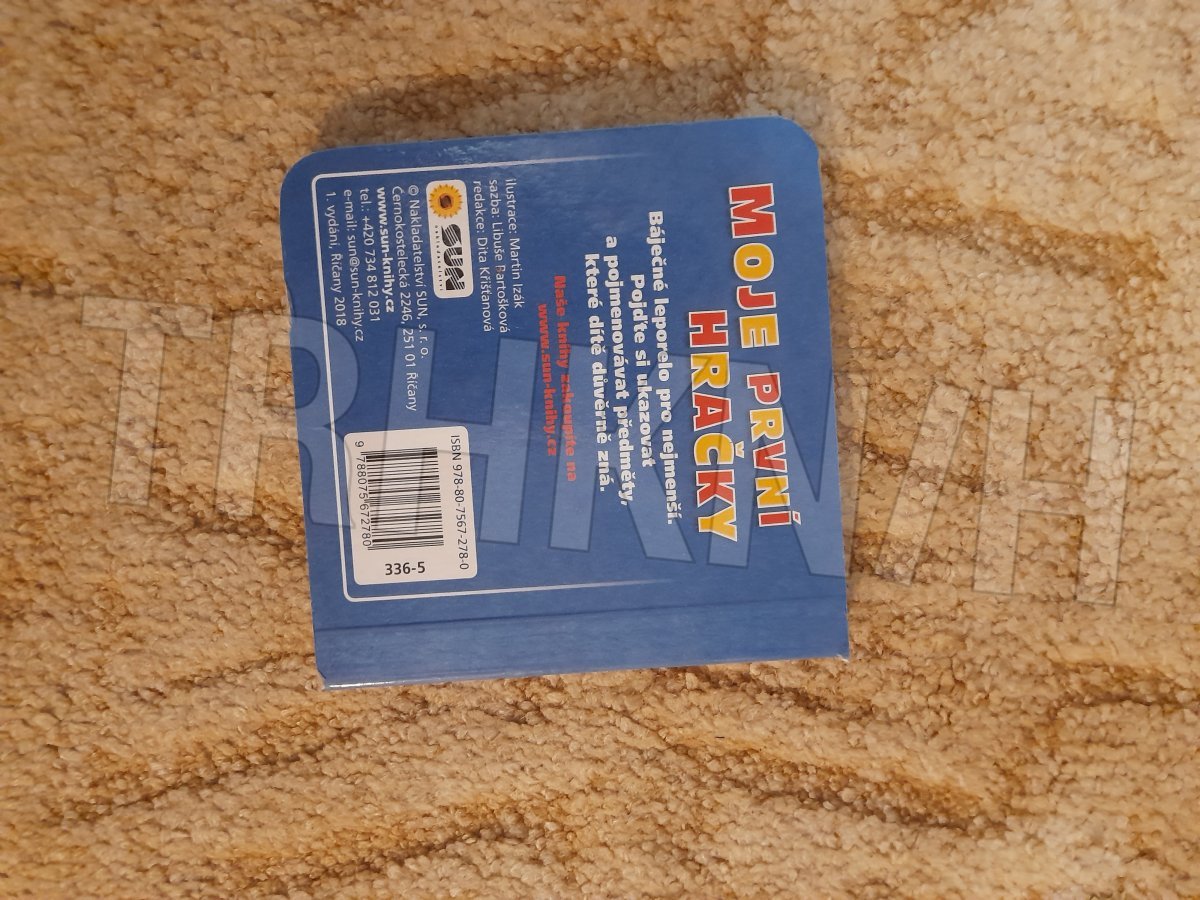 MOJE PRVNÍ
HRAČKY
Báječné leporelo pro nejmenší.
Pojďte si ukazovat
a pojmenovávat předměty,
které dítě důvěrně zná.
Naše knihy zakoupíte na
www.sun-knihy.cz
ilustrace: Martin Izák
sazba: Libuše Bartošková
redakce: Dita Křišťanová
SUN
nakladatelství
© Nakladatelství SUN, s. r. o.
Černokostelecká 2246, 251 01 Říčany
www.sun-knihy.cz
tel.: +420 734 812 031
e-mail: sun@sun-knihy.cz
1. vydání, Říčany 2018
ISBN 978-80-7567-278-0
9 788075 672780
336-5
TRHKNIH